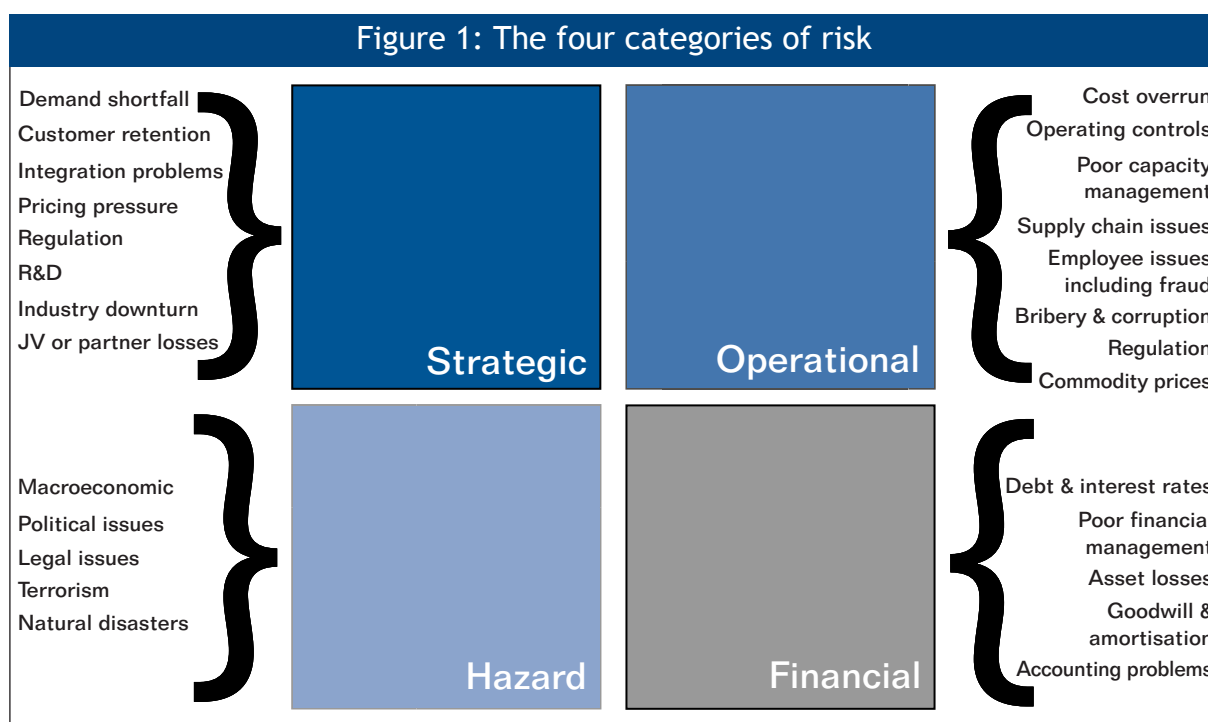 Figure 1: The four categories of risk
Demand shortfall
Customer retention
Integration problems
Pricing pressure
Regulation
R&D
Industry downturn
JV or partner losses
Strategic
Operational
Cost overrun
Operating controls
Poor capacity
management
Supply chain issues
Employee issues
including fraud
Bribery & corruption
Regulation
Commodity prices
Macroeconomic
Political issues
Legal issues
Terrorism
Natural disasters
Hazard
Financial
Debt & interest rates
Poor financial
management
Asset losses
Goodwill &
amortisation
Accounting problems